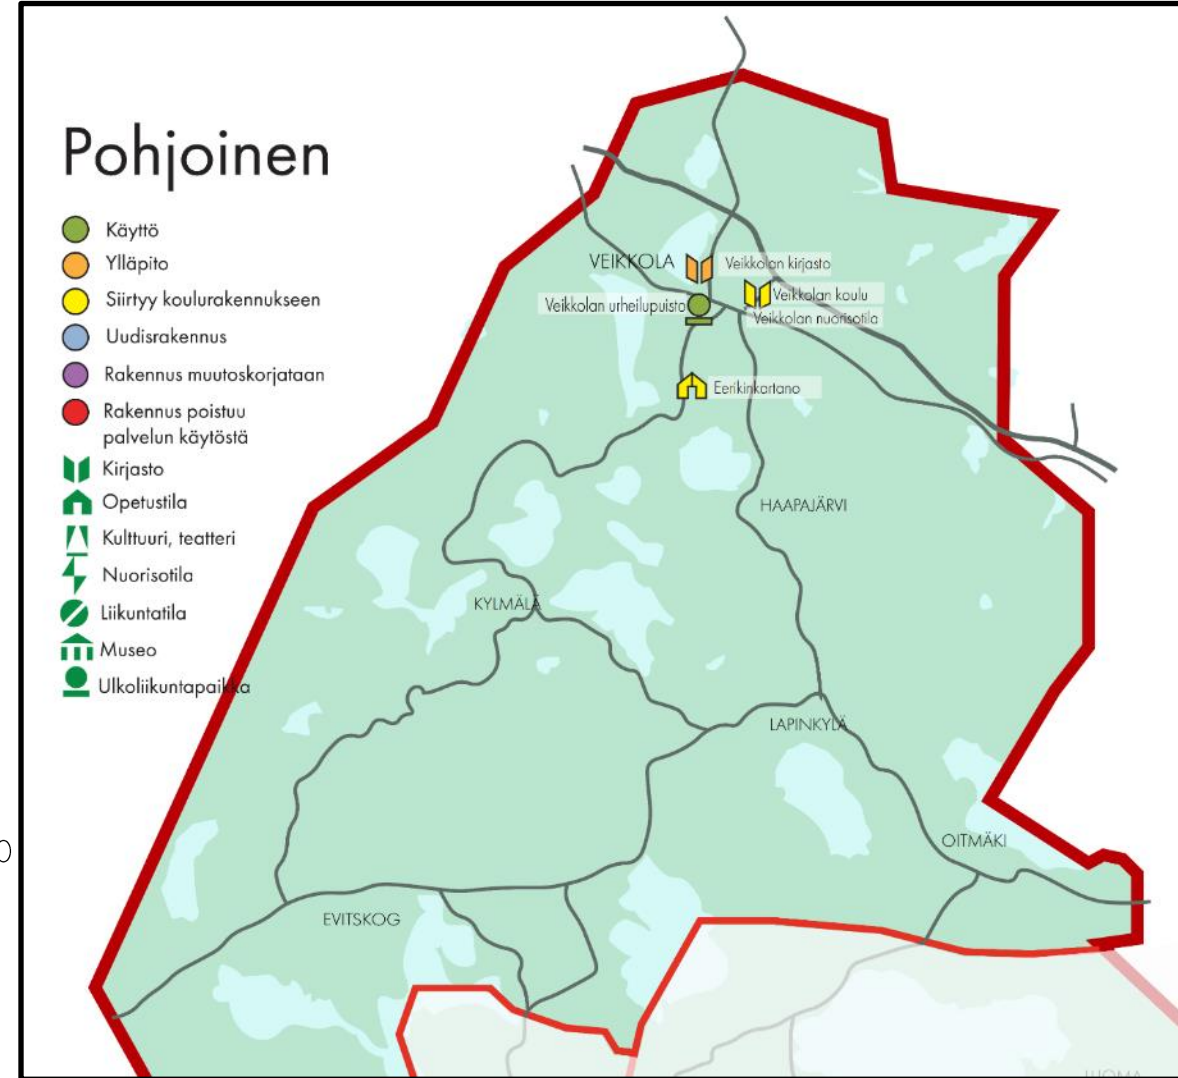 Pohjoinen
Käyttö
Ylläpito
Siirtyy koulurakennukseen
Uudisrakennus
Rakennus muutoskorjataan
Rakennus poistuu
palvelun käytöstä
Kirjasto
Opetustila
Kulttuuri, teatteri
Nuorisotila
Liikuntatila
Museo
Ulkoliikuntapaikka
VEIKKOLA
Veikkolan kirjasto
Veikkolan koulu
Veikkolan urheilupuisto
Veikkolan nuorisotila
Eerikinkartano
HAAPAJÄRVI
KYLMÄLÄ
LAPINKYLÄ
OITMÄKI
EVITSKOG